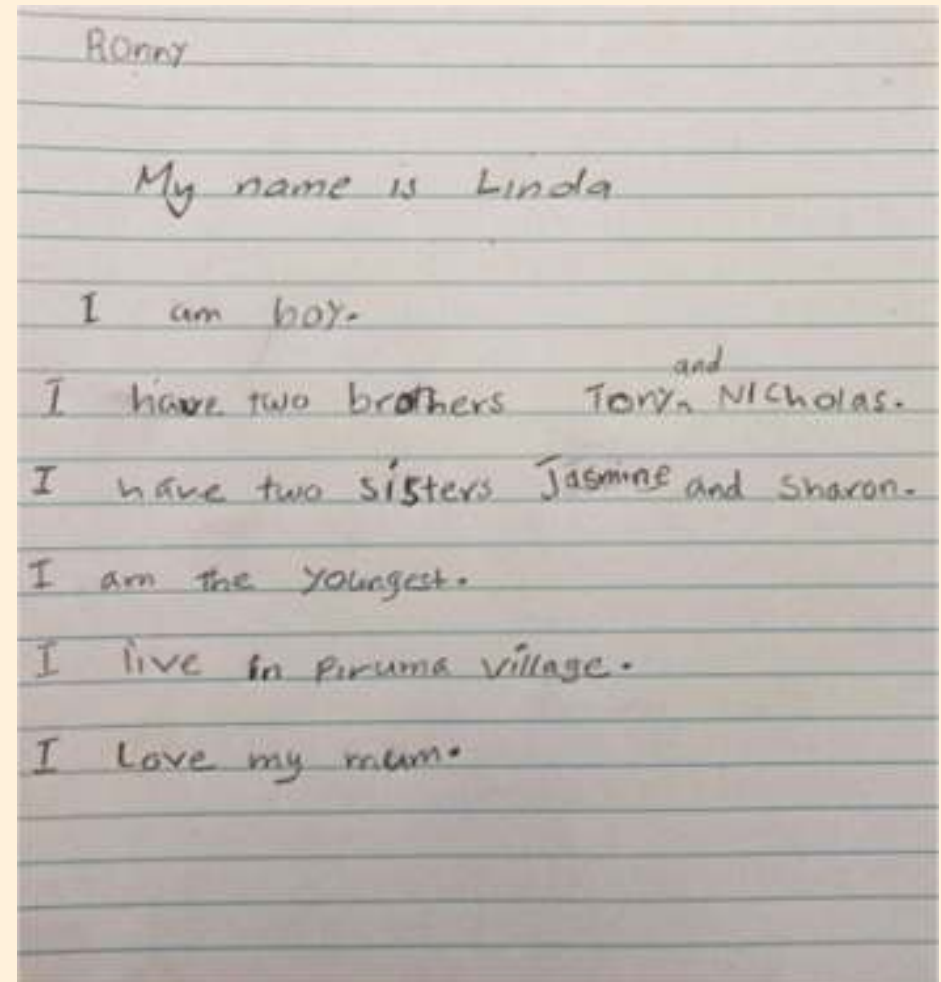 Ronny
My name is Linda
I am boy.
I have two brothers Tony and Nicholas.
I have two sisters Jasmine and Sharon.
I am the youngest.
I live in Piruma village.
I Love my mum.